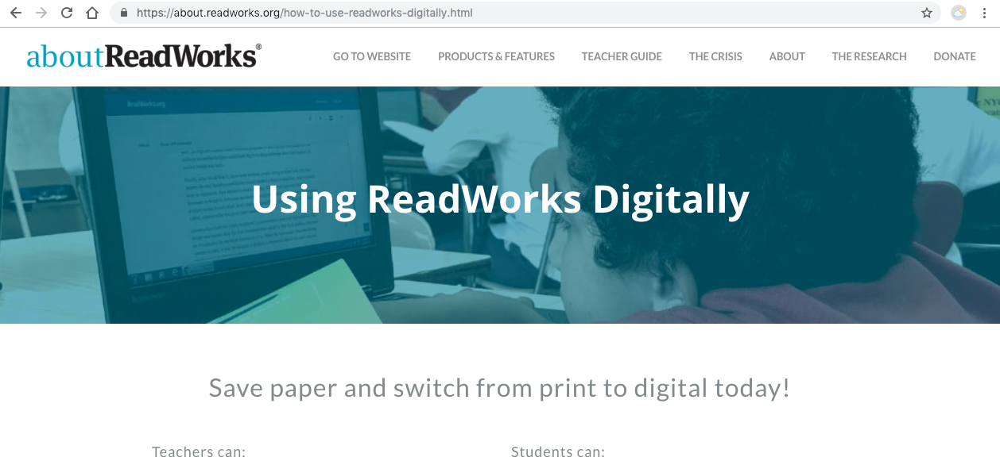 https://about.readworks.org/how-to-use-readworks-digitally.html
aboutReadWorks®
GO TO WEBSITE PRODUCTS & FEATURES TEACHER GUIDE THE CRISIS ABOUT THE RESEARCH DONATE
ReadWorks.org
Using ReadWorks Digitally
Save paper and switch from print to digital today!
Teachers can: Students can: